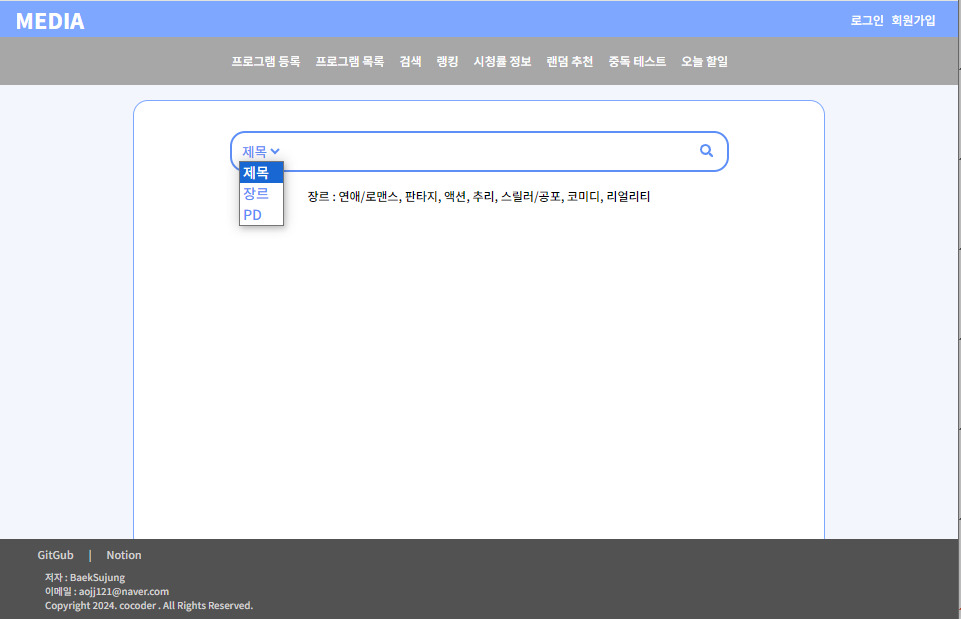 MEDIA
로그인 회원가입
프로그램 등록 프로그램 목록 검색 랭킹 시청률 정보 랜덤 추천 중독 테스트 오늘 할일
제목
제목
장르
PD
장르 : 연애/로맨스, 판타지, 액션, 추리, 스릴러/공포, 코미디, 리얼리티
GitGub | Notion
저자 : BaekSujung
이메일 : aojj121@naver.com
Copyright 2024. cocoder . All Rights Reserved.